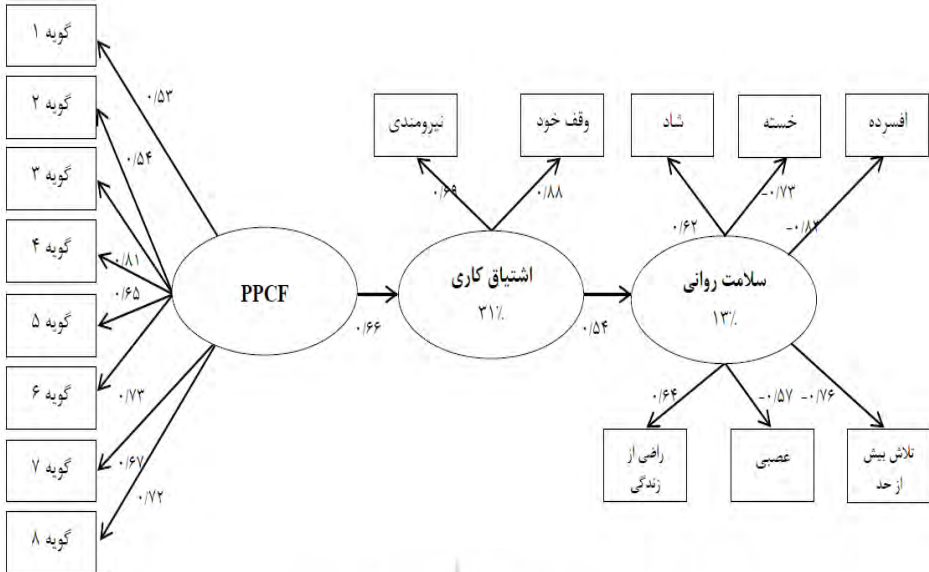 گویه ۱
گویه ۲
گویه ۳
گویه ۴
گویه ۵
گویه ۶
گویه ۷
گویه ۸
۰/۵۳
۰/۵۴
۰/۸۱
۰/۶۵
۰/۷۳
۰/۶۷
۰/۷۲
PPCF
۰/۶۶
نیرومندی
وقف خود
۰/۶۹
۰/۸۸
اشتیاق کاری
۳۱٪
۰/۵۴
شاد
خسته
افسرده
۰/۶۲
-۰/۷۳
سلامت روانی
۱۳٪
۰/۶۴
-۰/۵۷
-۰/۷۶
راضی از
زندگی
عصبی
تلاش بیش
از حد